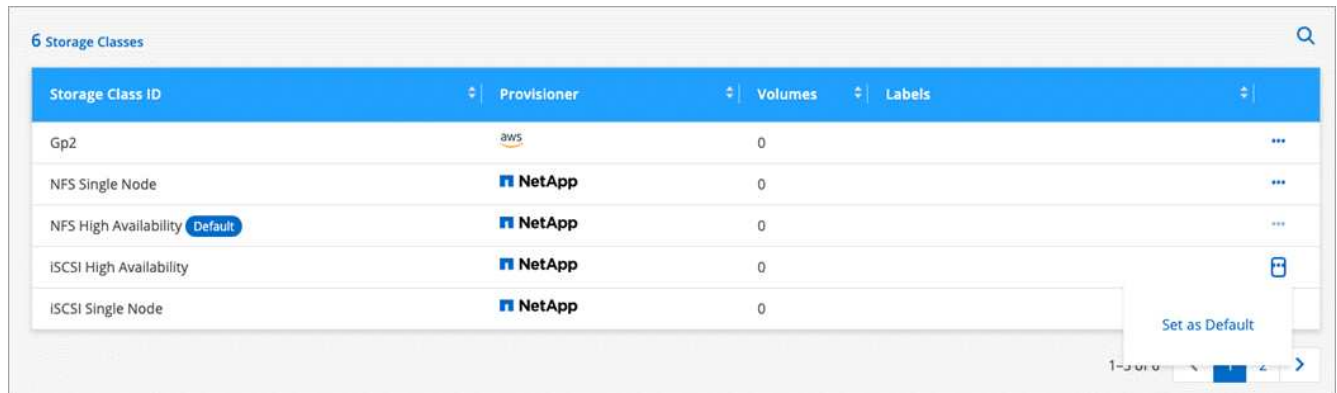 6 Storage Classes
Storage Class ID Provisioner Volumes Labels
Gp2 aws 0
NFS Single Node NetApp 0
NFS High Availability Default NetApp 0
iSCSI High Availability NetApp 0
iSCSI Single Node NetApp 0
Set as Default